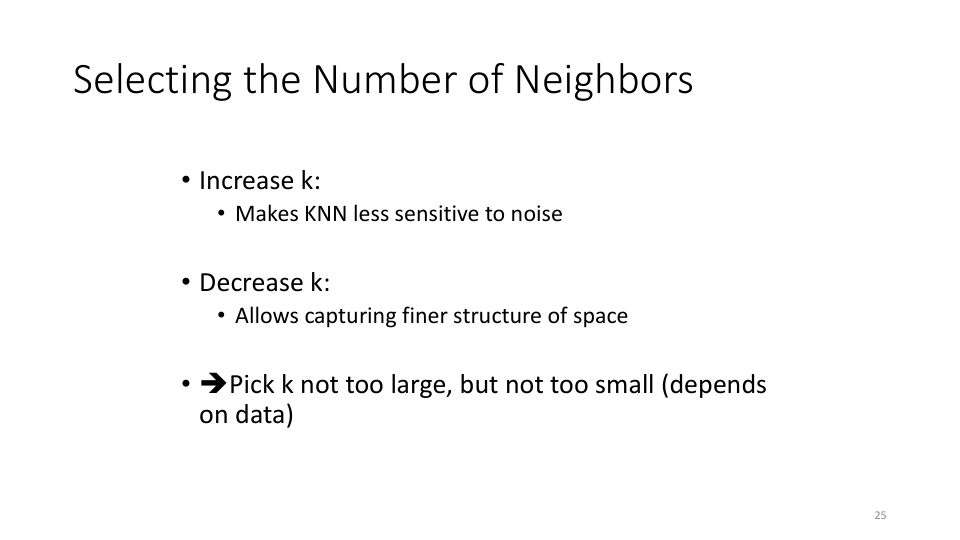 Selecting the Number of Neighbors
• Increase k:
• Makes KNN less sensitive to noise
• Decrease k:
• Allows capturing finer structure of space
• ➔Pick k not too large, but not too small (depends
on data)
25